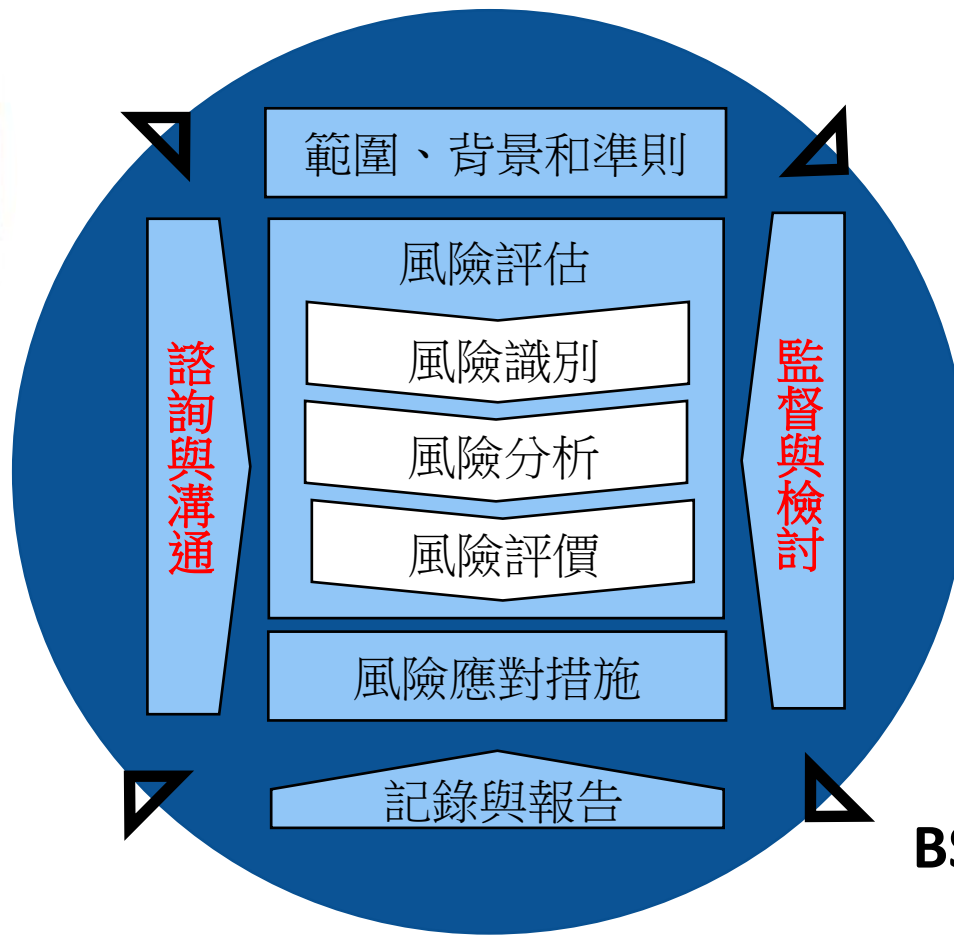 範圍、背景和準則
風險評估
風險識別
風險分析
風險評價
諮詢與溝通
監督與檢討
風險應對措施
記錄與報告
BS